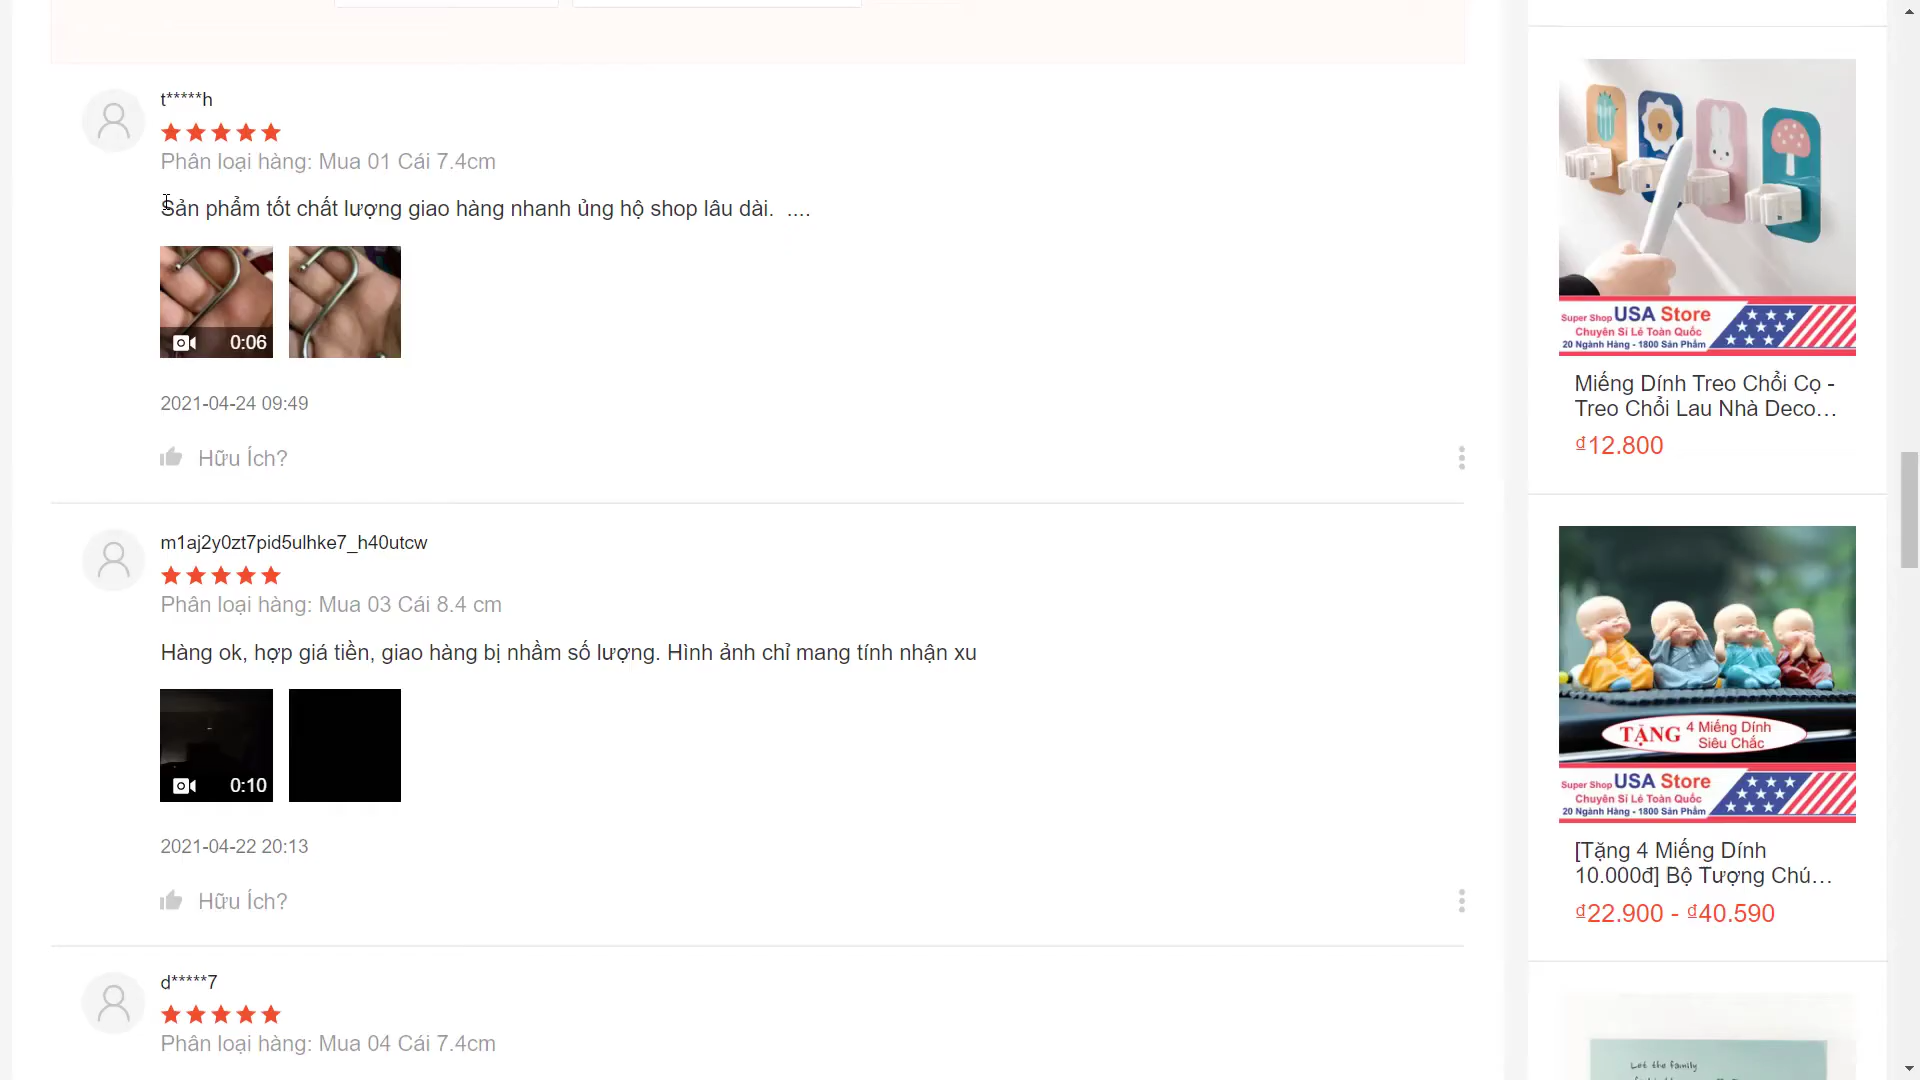 t*****h
Phân loại hàng: Mua 01 Cái 7.4cm
Sản phẩm tốt chất lượng giao hàng nhanh ủng hộ shop lâu dài.  ....
0:06
2021-04-24 09:49
Hữu Ích?
m1aj2y0zt7pid5ulhke7_h40utcw
Phân loại hàng: Mua 03 Cái 8.4 cm
Hàng ok, hợp giá tiền, giao hàng bị nhầm số lượng. Hình ảnh chỉ mang tính nhận xu
0:10
2021-04-22 20:13
Hữu Ích?
d*****7
Phân loại hàng: Mua 04 Cái 7.4cm
Super Shop USA Store
Chuyên Sỉ Lẻ Toàn Quốc
20 Ngành Hàng - 1800 Sản Phẩm
Miếng Dính Treo Chổi Cọ -
Treo Chổi Lau Nhà Deco...
₫12.800
TẶNG 4 Miếng Dính
Siêu Chắc
Super Shop USA Store
Chuyên Sỉ Lẻ Toàn Quốc
20 Ngành Hàng - 1800 Sản Phẩm
[Tặng 4 Miếng Dính
10.000đ] Bộ Tượng Chú...
₫22.900 - ₫40.590
Let the family